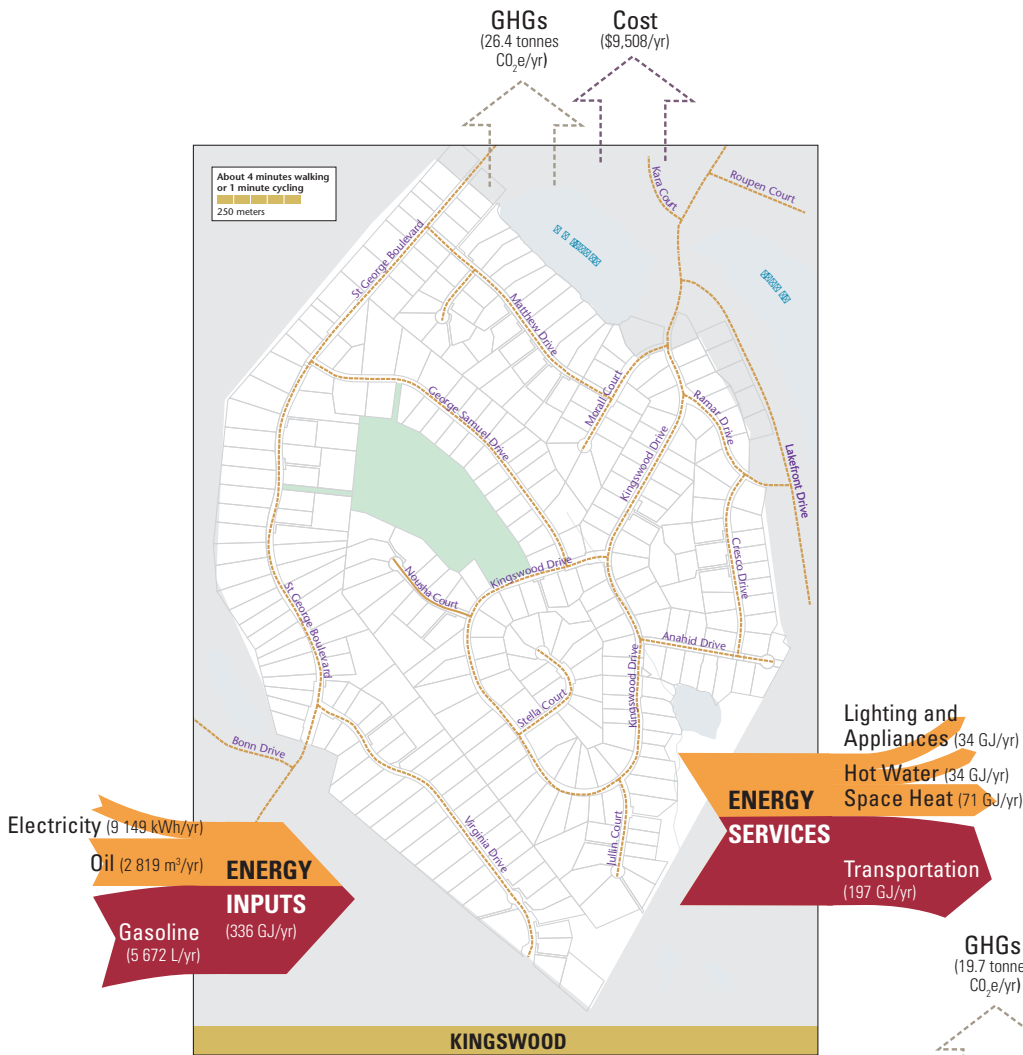 GHGs
(26.4 tonnes
CO₂e/yr)
Cost
($9,508/yr)
About 4 minutes walking
or 1 minute cycling
250 meters
Kara Court
Roupen Court
St George Boulevard
Matthew Drive
Morali Court
George Samuel Drive
Kingswood Drive
Ramar Drive
Lakefront Drive
Cresco Drive
Kingswood Drive
Nousha Court
St George Boulevard
Anahid Drive
Kingswood Drive
Stella Court
Bonn Drive
Virginia Drive
Jullin Court
Lighting and
Appliances (34 GJ/yr)
Hot Water (34 GJ/yr)
Space Heat (71 GJ/yr)
ENERGY
SERVICES
Transportation
(197 GJ/yr)
Electricity (9 149 kWh/yr)
Oil (2 819 m³/yr)
ENERGY
INPUTS
(336 GJ/yr)
Gasoline
(5 672 L/yr)
GHGs
(19.7 tonne
CO₂e/yr)
KINGSWOOD